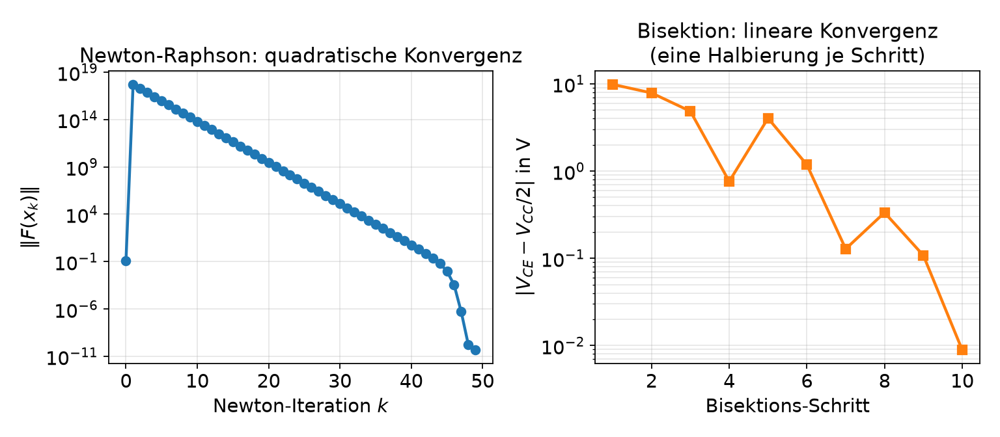 Newton-Raphson: quadratische Konvergenz
10^19
10^14
10^9
10^4
10^−1
10^−6
10^−11
‖F(x_k)‖
0 10 20 30 40 50
Newton-Iteration k
Bisektion: lineare Konvergenz
(eine Halbierung je Schritt)
10^1
10^0
10^−1
10^−2
|V_CE − V_CC/2| in V
2 4 6 8 10
Bisektions-Schritt